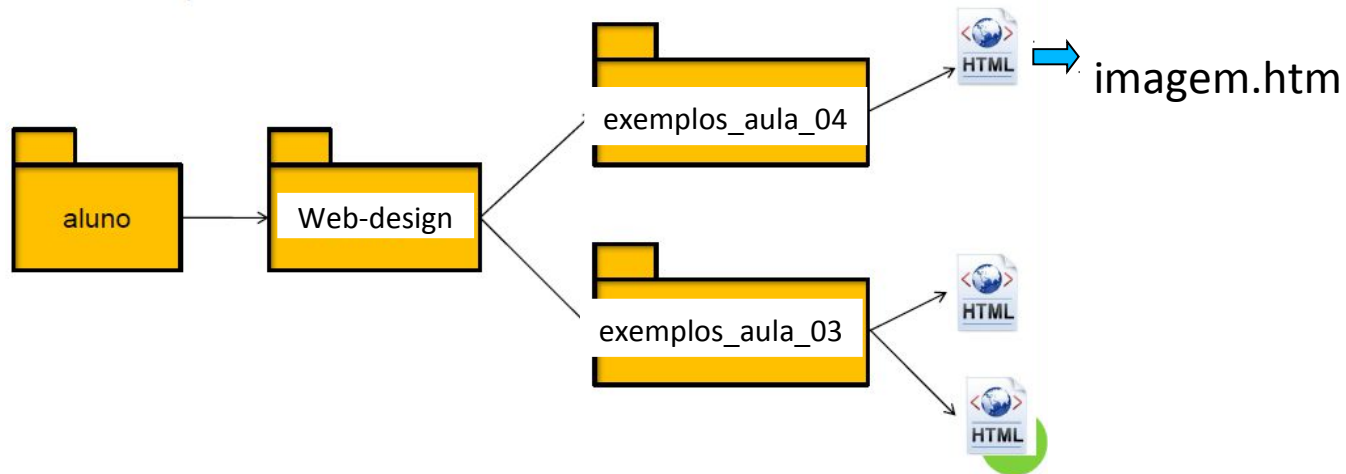 HTML
imagem.htm
exemplos_aula_04
aluno
Web-design
HTML
exemplos_aula_03
HTML